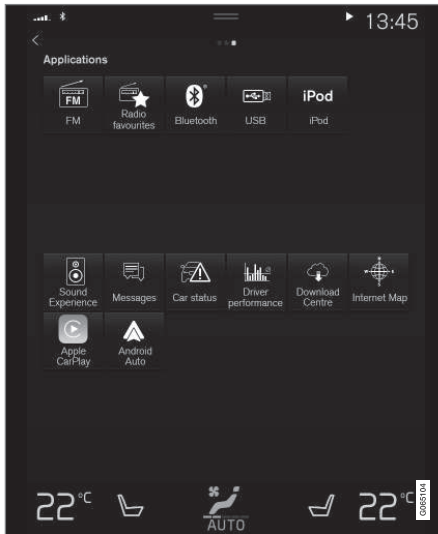 13:45
Applications
FM
FM
Radio
favourites
Bluetooth
USB
iPod
iPod
Sound
Experience
Messages
Car status
Driver
performance
Download
Centre
Internet Map
Apple
CarPlay
Android
Auto
22°C
AUTO
22°C
G065104